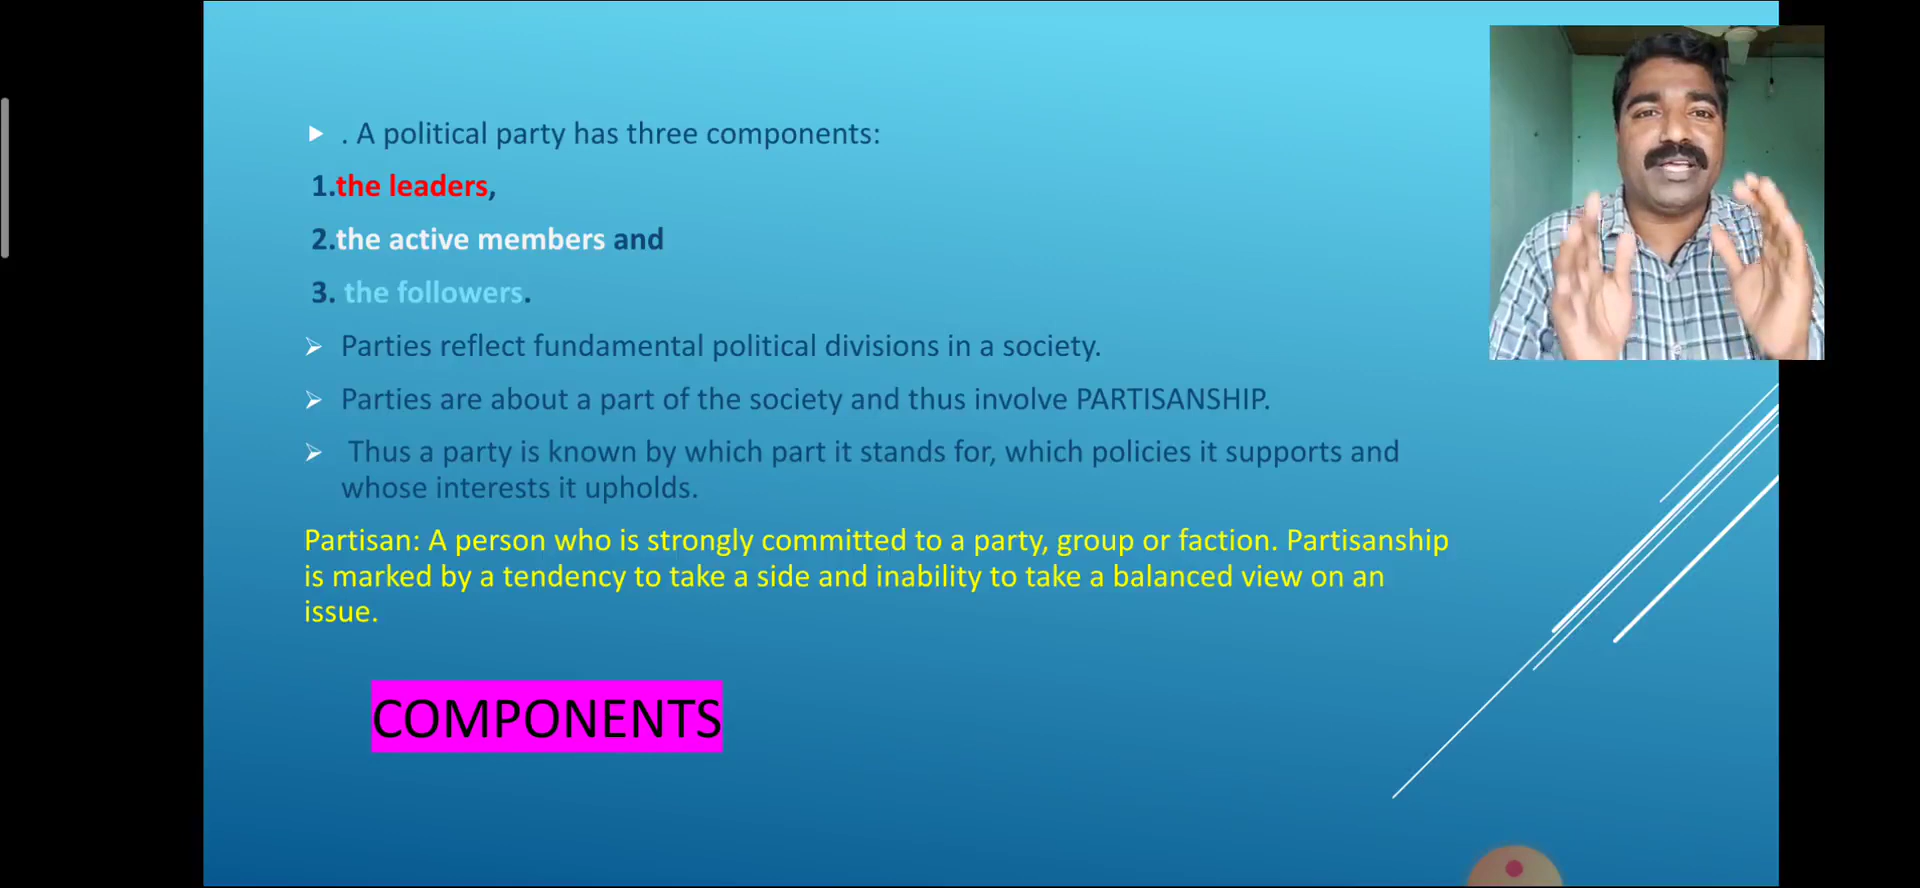 . A political party has three components:
1.the leaders,
2.the active members and
3. the followers.
Parties reflect fundamental political divisions in a society.
Parties are about a part of the society and thus involve PARTISANSHIP.
Thus a party is known by which part it stands for, which policies it supports and
whose interests it upholds.
Partisan: A person who is strongly committed to a party, group or faction. Partisanship
is marked by a tendency to take a side and inability to take a balanced view on an
issue.
COMPONENTS